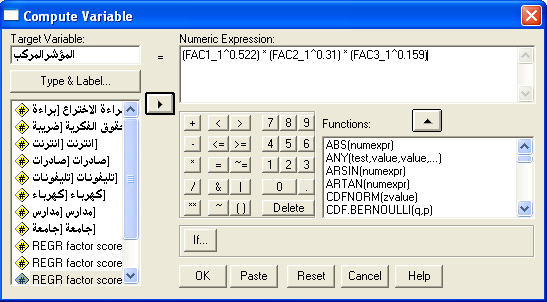 Compute Variable
Target Variable:
المؤشرالمركب
=
Numeric Expression:
(FAC1_1^0.522) * (FAC2_1^0.31) * (FAC3_1^0.159)
Type & Label...
راءة الاختراع [براءة
قوق الفكرية [ضريبة
انترنت [انترنت]
صادرات [صادرات]
تليفونات [تليفونات]
كهرباء [كهرباء]
مدارس [مدارس]
جامعة [جامعة]
REGR factor score
REGR factor score
REGR factor score
+ < > 7 8 9
- <= >= 4 5 6
* = ~= 1 2 3
/ & | 0 .
** ~ () Delete
Functions:
ABS(numexpr)
ANY(test,value,value,...)
ARSIN(numexpr)
ARTAN(numexpr)
CDFNORM(zvalue)
CDF.BERNOULLI(q,p)
If...
OK Paste Reset Cancel Help